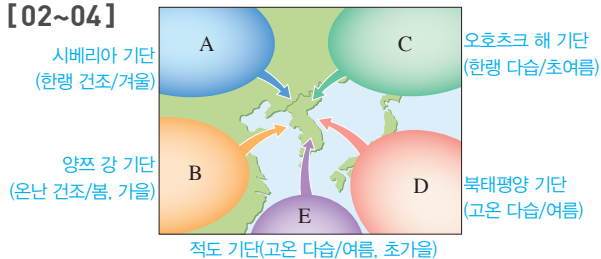 [02~04]
A
시베리아 기단
(한랭 건조/겨울)
C
오호츠크 해 기단
(한랭 다습/초여름)
B
양쯔 강 기단
(온난 건조/봄, 가을)
D
북태평양 기단
(고온 다습/여름)
E
적도 기단(고온 다습/여름, 초가을)